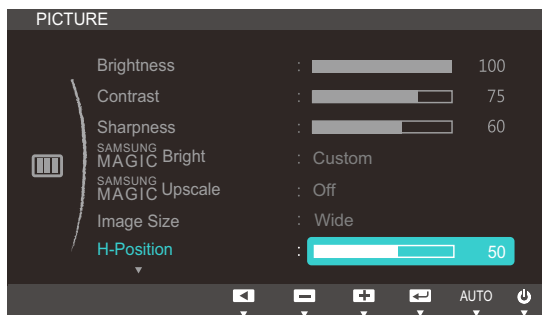 PICTURE
Brightness : 100
Contrast : 75
Sharpness : 60
SAMSUNG MAGIC Bright : Custom
SAMSUNG MAGIC Upscale : Off
Image Size : Wide
H-Position : 50
AUTO